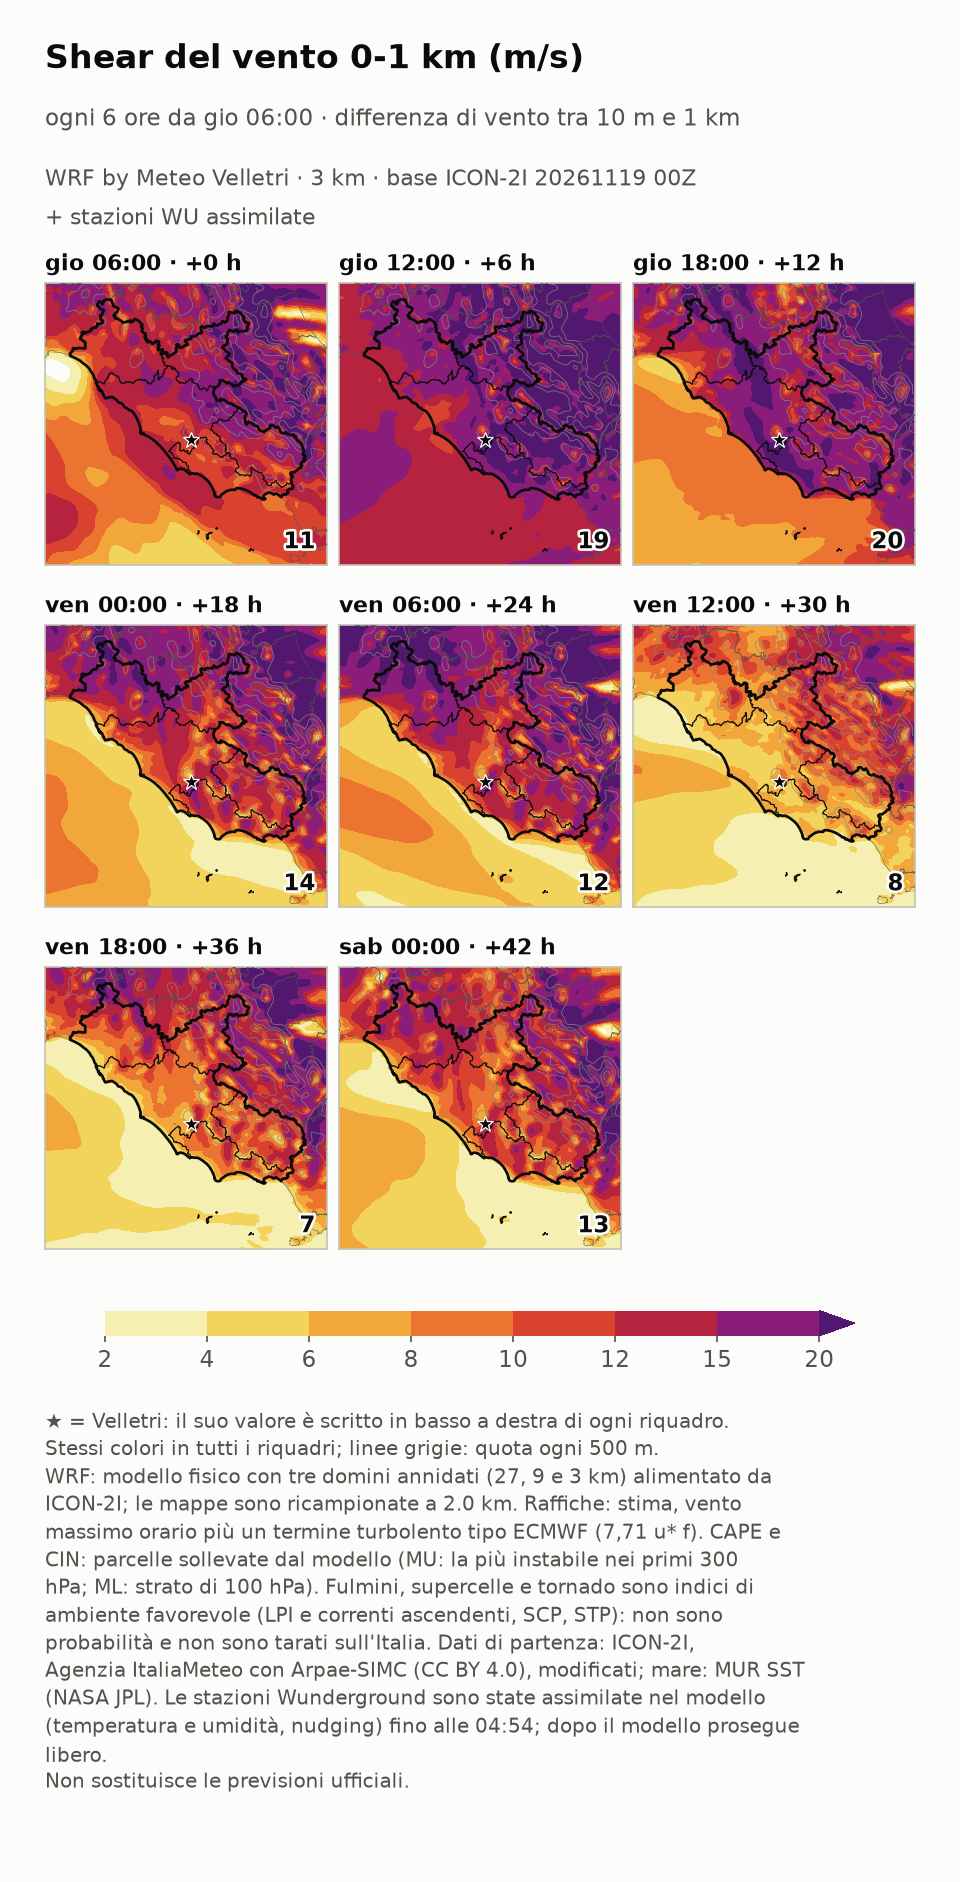 Shear del vento 0-1 km (m/s)
ogni 6 ore da gio 06:00 · differenza di vento tra 10 m e 1 km
WRF by Meteo Velletri · 3 km · base ICON-2I 20261119 00Z
+ stazioni WU assimilate
gio 06:00 · +0 h
gio 12:00 · +6 h
gio 18:00 · +12 h
11
19
20
ven 00:00 · +18 h
ven 06:00 · +24 h
ven 12:00 · +30 h
14
12
8
ven 18:00 · +36 h
sab 00:00 · +42 h
7
13
2 4 6 8 10 12 15 20
★ = Velletri: il suo valore è scritto in basso a destra di ogni riquadro.
Stessi colori in tutti i riquadri; linee grigie: quota ogni 500 m.
WRF: modello fisico con tre domini annidati (27, 9 e 3 km) alimentato da
ICON-2I; le mappe sono ricampionate a 2.0 km. Raffiche: stima, vento
massimo orario più un termine turbolento tipo ECMWF (7,71 u* f). CAPE e
CIN: parcelle sollevate dal modello (MU: la più instabile nei primi 300
hPa; ML: strato di 100 hPa). Fulmini, supercelle e tornado sono indici di
ambiente favorevole (LPI e correnti ascendenti, SCP, STP): non sono
probabilità e non sono tarati sull'Italia. Dati di partenza: ICON-2I,
Agenzia ItaliaMeteo con Arpae-SIMC (CC BY 4.0), modificati; mare: MUR SST
(NASA JPL). Le stazioni Wunderground sono state assimilate nel modello
(temperatura e umidità, nudging) fino alle 04:54; dopo il modello prosegue
libero.
Non sostituisce le previsioni ufficiali.